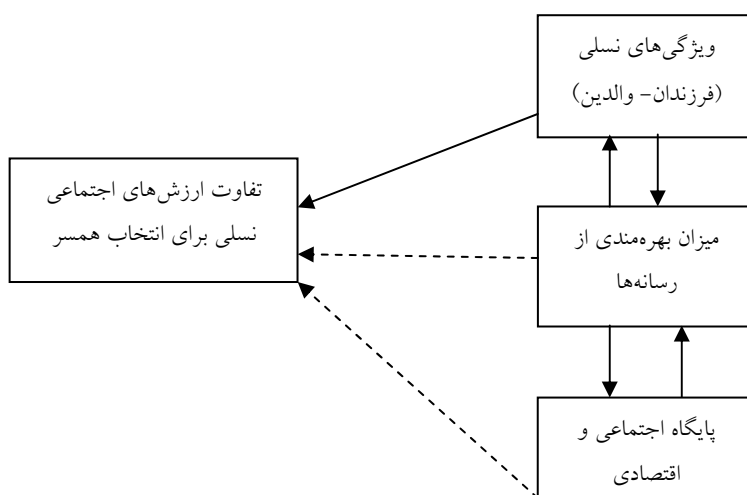 ویژگی‌های نسلی
(فرزندان- والدین)
تفاوت ارزش‌های اجتماعی
نسلی برای انتخاب همسر
میزان بهره‌مندی از
رسانه‌ها
پایگاه اجتماعی و
اقتصادی